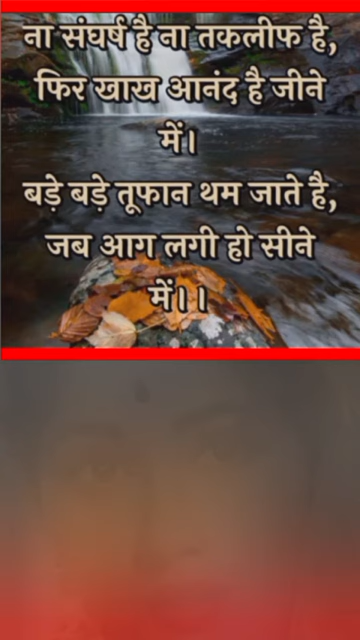 ना संघर्ष है ना तकलीफ है,
फिर खाख आनंद है जीने
में।
बड़े बड़े तूफान थम जाते है,
जब आग लगी हो सीने
में।।